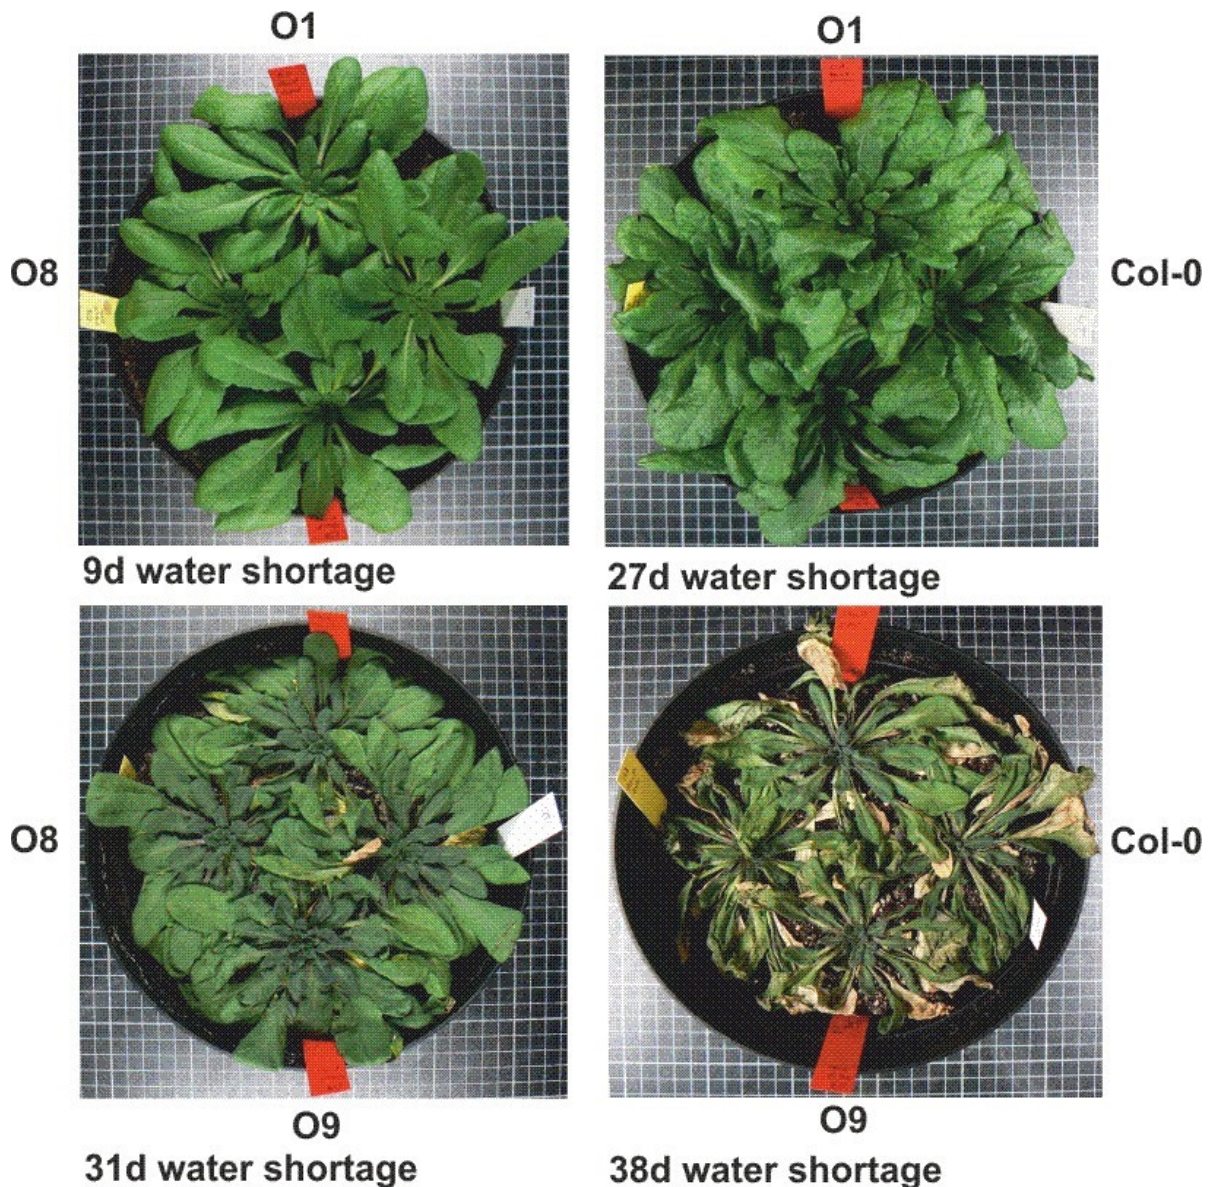 O1
O1
O8
Col-0
9d water shortage
27d water shortage
O8
Col-0
O9
O9
31d water shortage
38d water shortage